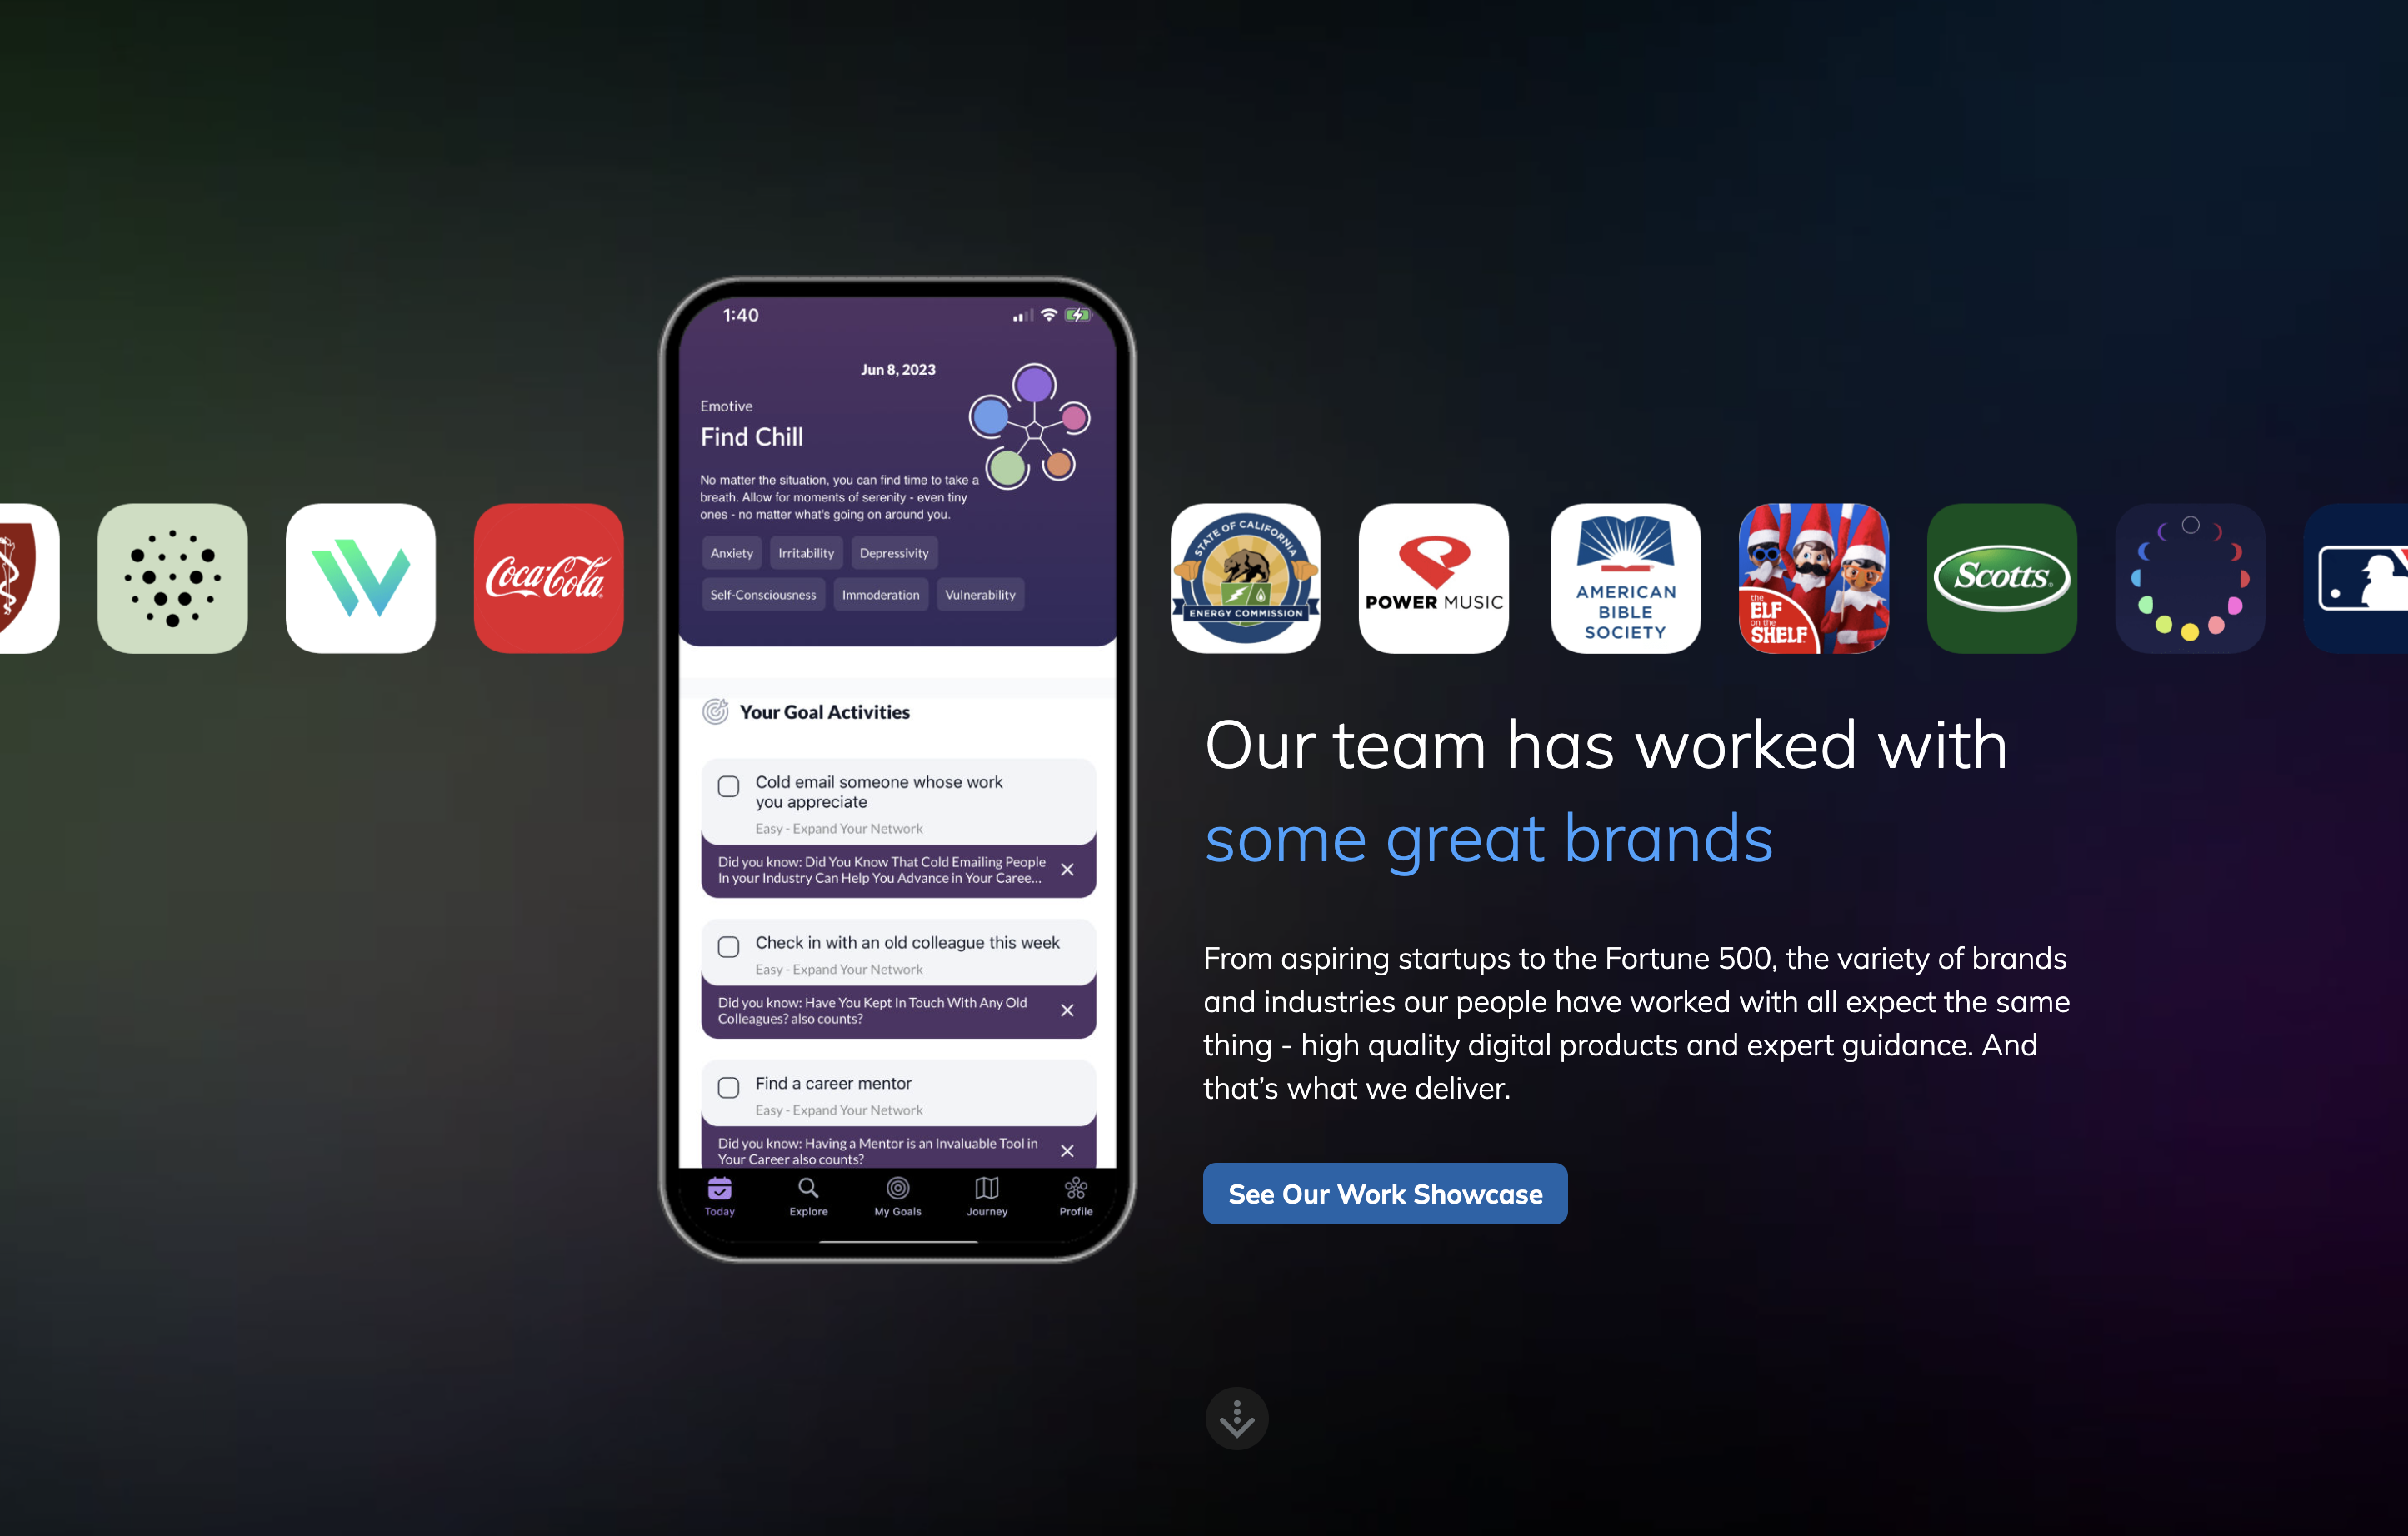 1:40
Jun 8, 2023
Emotive
Find Chill
No matter the situation, you can find time to take a
breath. Allow for moments of serenity - even tiny
ones - no matter what's going on around you.
Anxiety
Irritability
Depressivity
Self-Consciousness
Immoderation
Vulnerability
Your Goal Activities
Cold email someone whose work
you appreciate
Easy - Expand Your Network
Did you know: Did You Know That Cold Emailing People
In your Industry Can Help You Advance in Your Caree...
Check in with an old colleague this week
Easy - Expand Your Network
Did you know: Have You Kept In Touch With Any Old
Colleagues? also counts?
Find a career mentor
Easy - Expand Your Network
Did you know: Having a Mentor is an Invaluable Tool in
Your Career also counts?
Today
Explore
My Goals
Journey
Profile
Coca-Cola
STATE OF CALIFORNIA
ENERGY COMMISSION
POWER MUSIC
AMERICAN
BIBLE
SOCIETY
the
ELF
on the
SHELF
Scotts
Our team has worked with
some great brands
From aspiring startups to the Fortune 500, the variety of brands
and industries our people have worked with all expect the same
thing - high quality digital products and expert guidance. And
that's what we deliver.
See Our Work Showcase